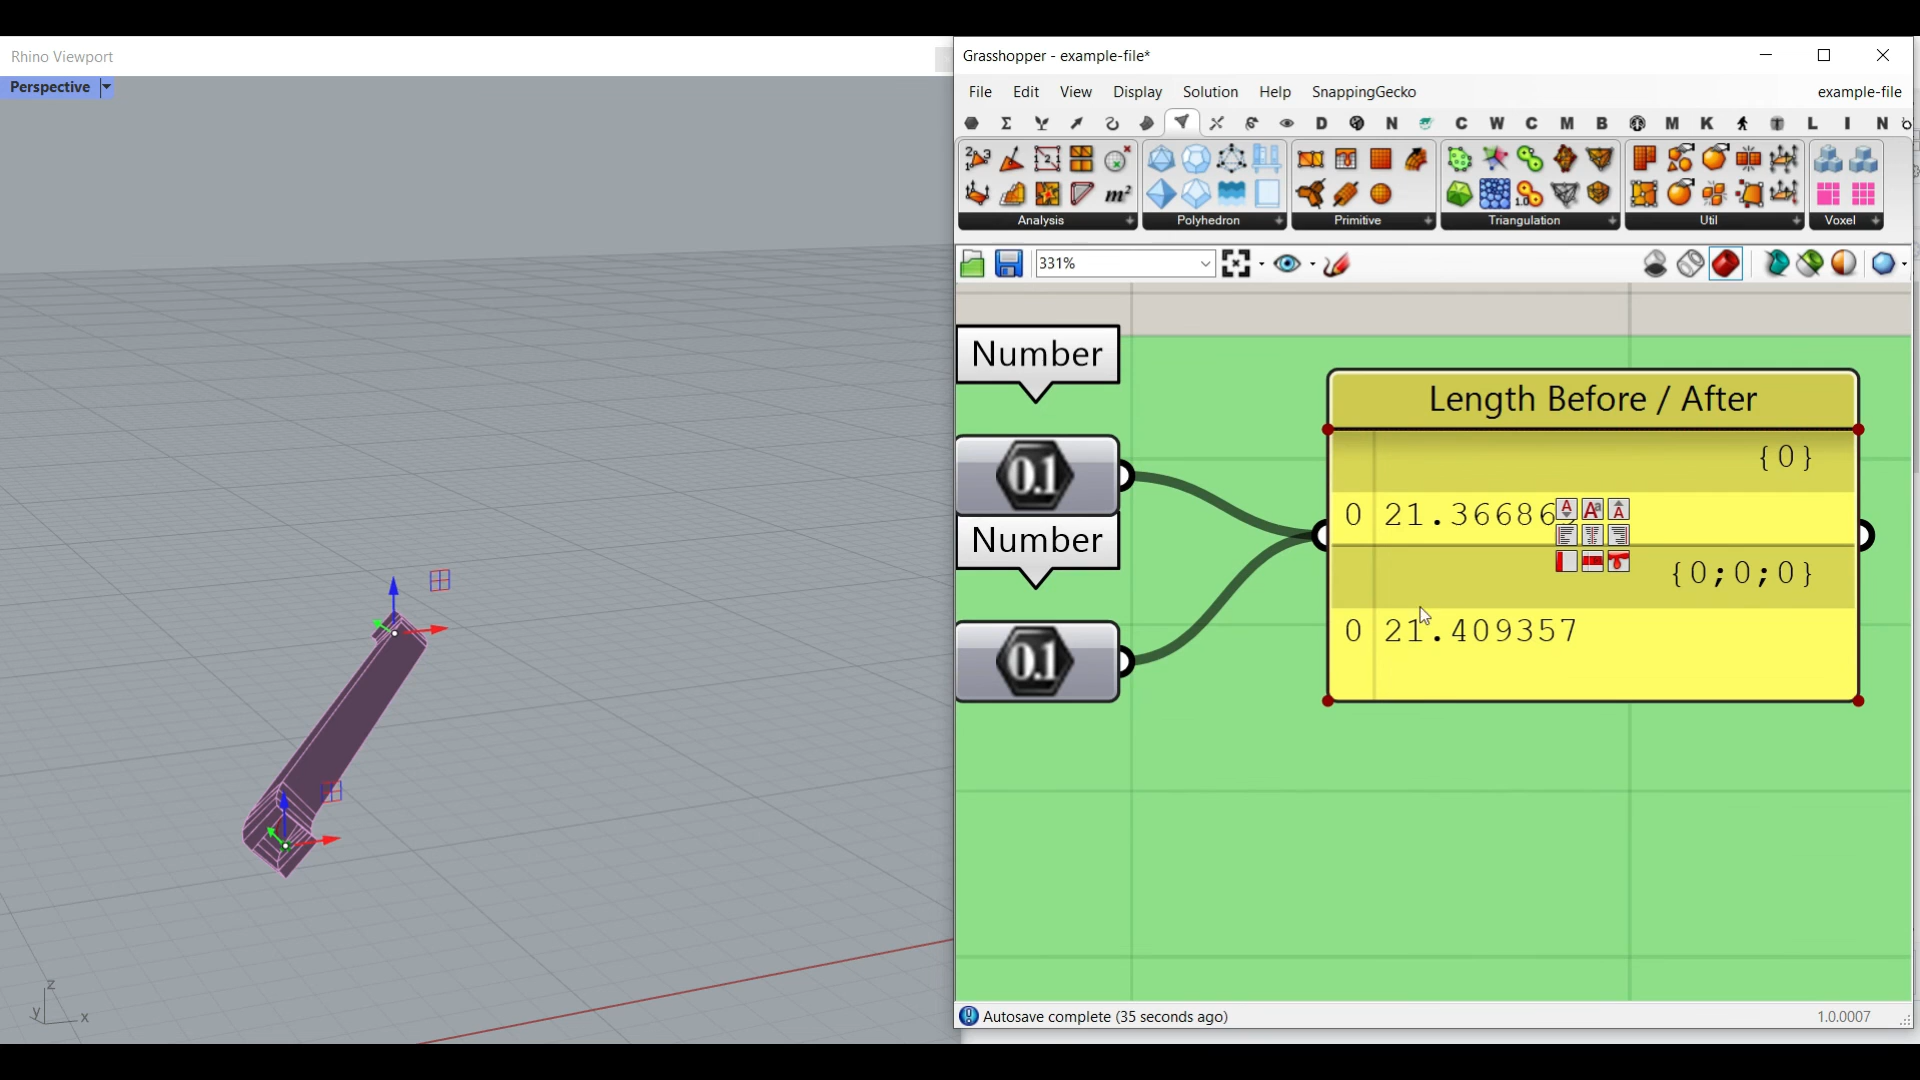 Rhino Viewport
Perspective
Grasshopper - example-file*
File Edit View Display Solution Help SnappingGecko example-file
D N C W C M B M K L I N
Analysis Polyhedron Primitive Triangulation Util Voxel
331%
Number
Length Before / After
{0}
0 21.36686
Number
{0;0;0}
0 21.409357
0.1
0.1
z
y
x
Autosave complete (35 seconds ago)
1.0.0007